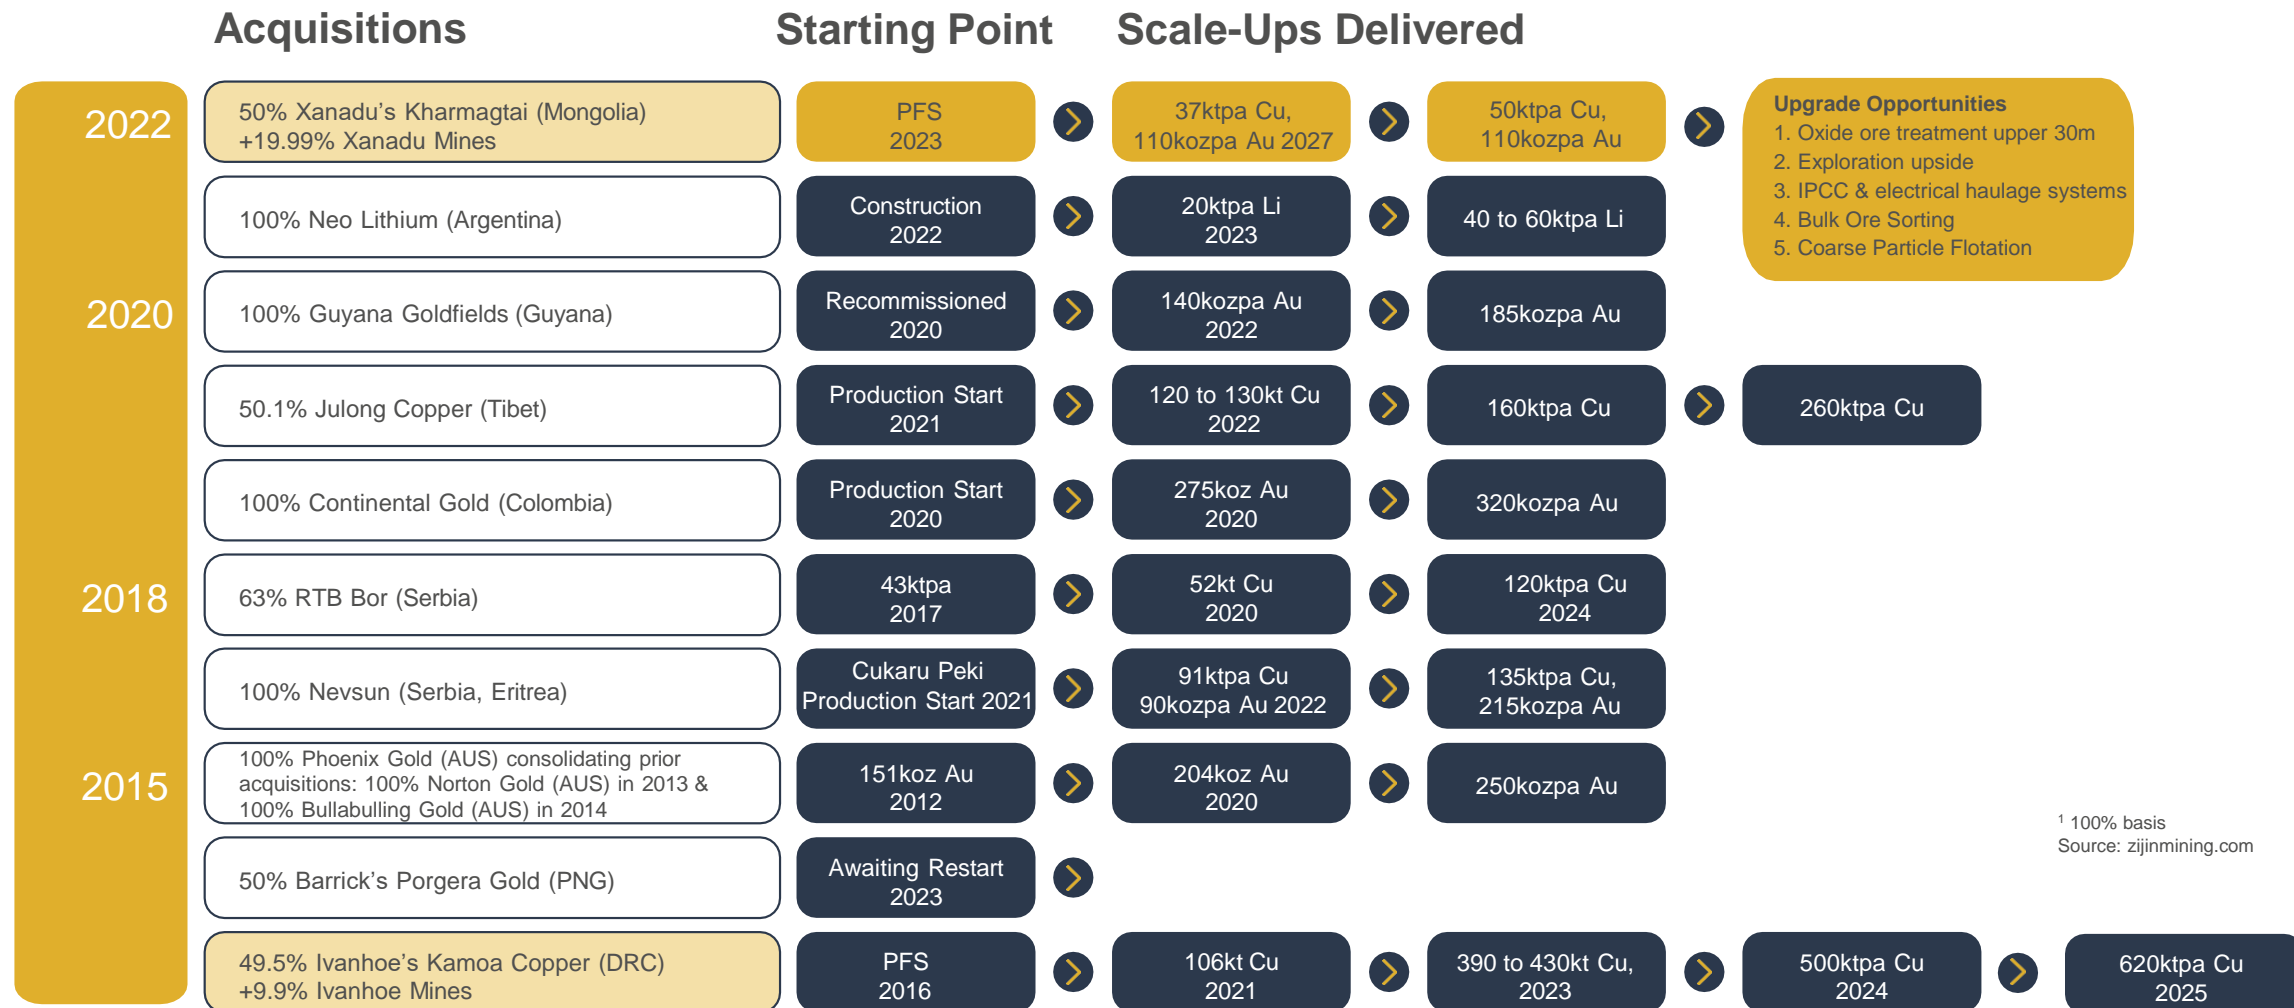 Acquisitions
Starting Point
Scale-Ups Delivered
2022
50% Xanadu's Kharmagtai (Mongolia)
+19.99% Xanadu Mines
PFS
2023
37ktpa Cu,
110kozpa Au 2027
50ktpa Cu,
110kozpa Au
Upgrade Opportunities
1. Oxide ore treatment upper 30m
2. Exploration upside
3. IPCC & electrical haulage systems
4. Bulk Ore Sorting
5. Coarse Particle Flotation
100% Neo Lithium (Argentina)
Construction
2022
20ktpa Li
2023
40 to 60ktpa Li
2020
100% Guyana Goldfields (Guyana)
Recommissioned
2020
140kozpa Au
2022
185kozpa Au
50.1% Julong Copper (Tibet)
Production Start
2021
120 to 130kt Cu
2022
160ktpa Cu
260ktpa Cu
100% Continental Gold (Colombia)
Production Start
2020
275koz Au
2020
320kozpa Au
2018
63% RTB Bor (Serbia)
43ktpa
2017
52kt Cu
2020
120ktpa Cu
2024
100% Nevsun (Serbia, Eritrea)
Cukaru Peki
Production Start 2021
91ktpa Cu
90kozpa Au 2022
135ktpa Cu,
215kozpa Au
2015
100% Phoenix Gold (AUS) consolidating prior
acquisitions: 100% Norton Gold (AUS) in 2013 &
100% Bullabulling Gold (AUS) in 2014
151koz Au
2012
204koz Au
2020
250kozpa Au
1 100% basis
Source: zijinmining.com
50% Barrick's Porgera Gold (PNG)
Awaiting Restart
2023
49.5% Ivanhoe's Kamoa Copper (DRC)
+9.9% Ivanhoe Mines
PFS
2016
106kt Cu
2021
390 to 430kt Cu,
2023
500ktpa Cu
2024
620ktpa Cu
2025